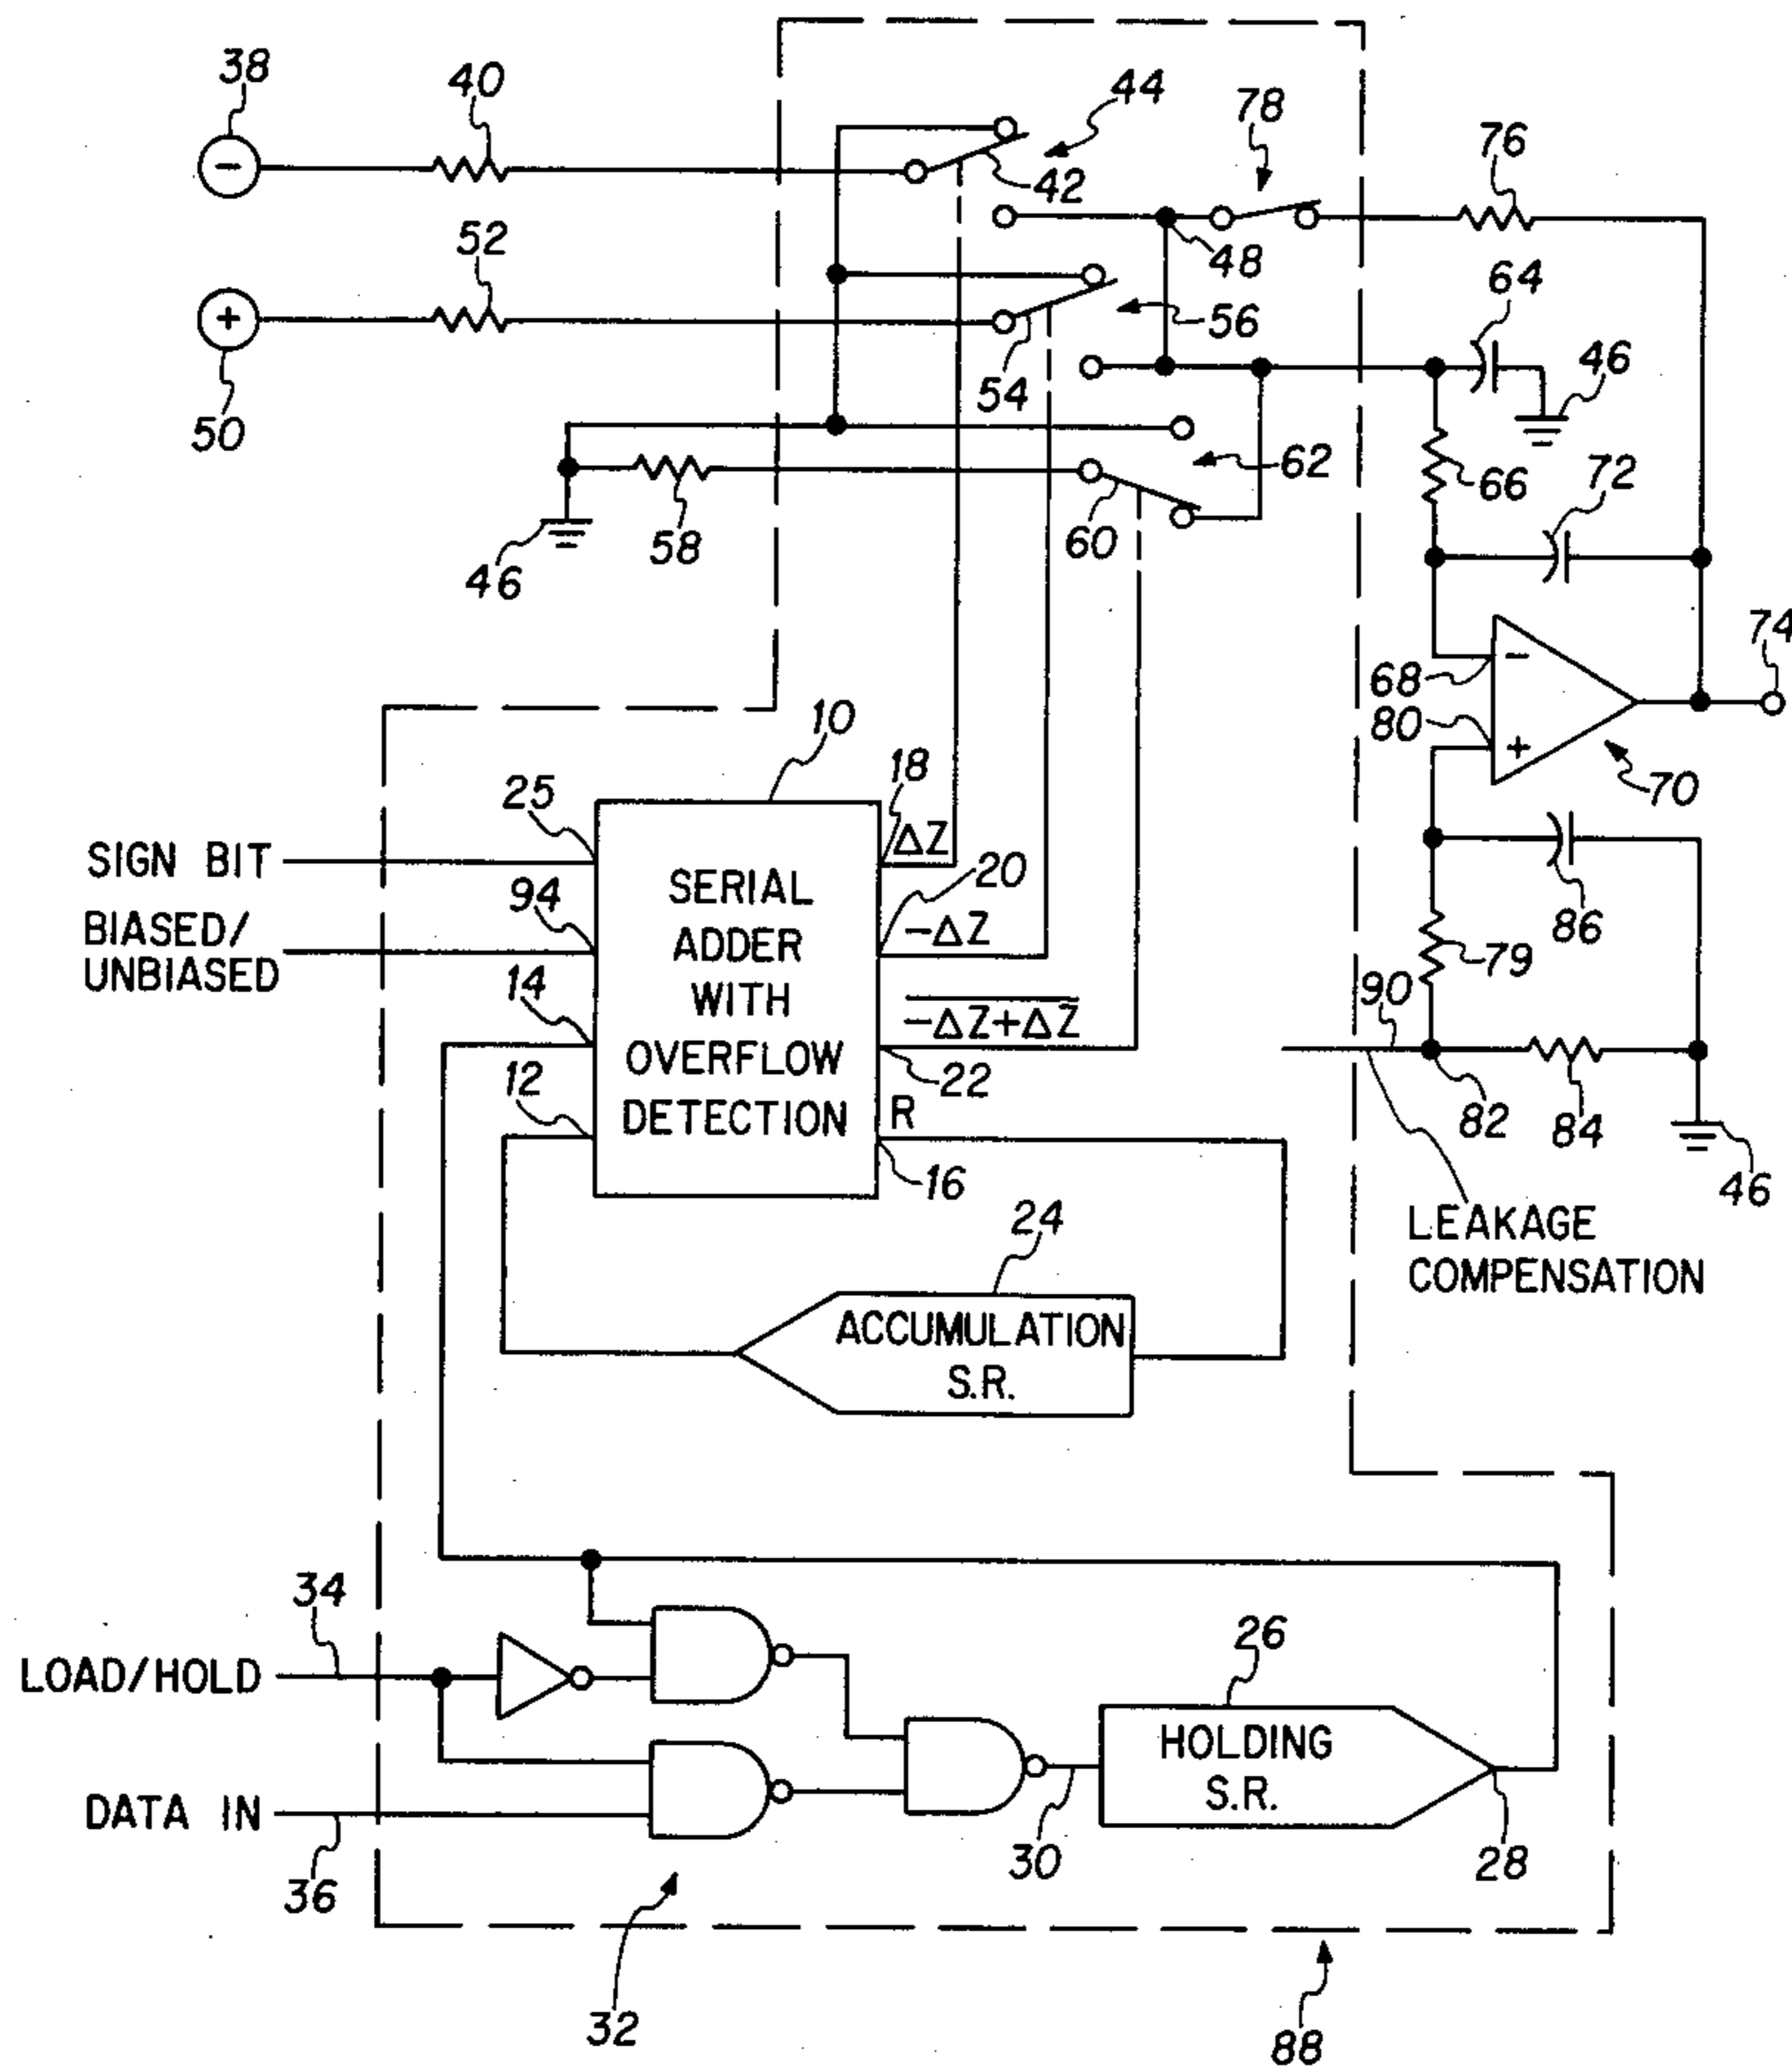 38
40
44
78
76
−
42
52
48
64
+
56
46
54
50
62
66
72
58
60
46
74
68
−
10
80
18
+
25
70
ΔZ
SIGN BIT
SERIAL
20
94
BIASED/
−ΔZ
86
ADDER
UNBIASED
79
14
WITH
90
−ΔZ+ΔZ
OVERFLOW
12
22
DETECTION
R
82
84
16
46
24
LEAKAGE
COMPENSATION
ACCUMULATION
S.R.
34
26
LOAD/HOLD
HOLDING
S.R.
DATA IN
30
28
36
32
88